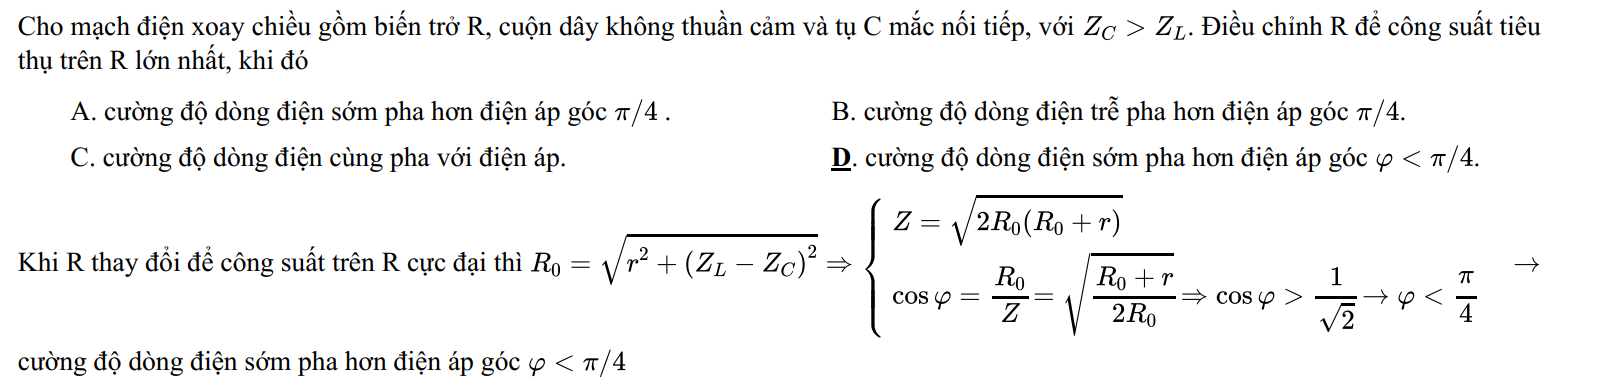 Cho mạch điện xoay chiều gồm biến trở R, cuộn dây không thuần cảm và tụ C mắc nối tiếp, với $Z_C > Z_L$. Điều chỉnh R để công suất tiêu
thụ trên R lớn nhất, khi đó
A. cường độ dòng điện sớm pha hơn điện áp góc $\pi/4$ .
B. cường độ dòng điện trễ pha hơn điện áp góc $\pi/4$.
C. cường độ dòng điện cùng pha với điện áp.
D. cường độ dòng điện sớm pha hơn điện áp góc $\varphi < \pi/4$.
Khi R thay đổi để công suất trên R cực đại thì $R_0 = \sqrt{r^2 + (Z_L - Z_C)^2} \Rightarrow \begin{cases} Z = \sqrt{2R_0(R_0 + r)} \\ \cos\varphi = \dfrac{R_0}{Z} = \sqrt{\dfrac{R_0 + r}{2R_0}} \Rightarrow \cos\varphi > \dfrac{1}{\sqrt{2}} \rightarrow \varphi < \dfrac{\pi}{4} \end{cases} \rightarrow$
cường độ dòng điện sớm pha hơn điện áp góc $\varphi < \pi/4$